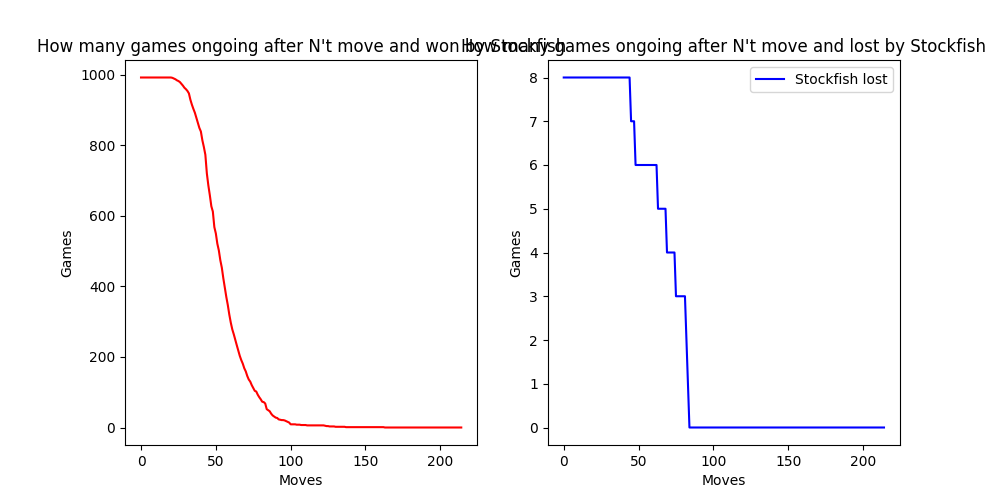 How many games ongoing after N't move and won by Stockfish
How many games ongoing after N't move and lost by Stockfish
1000
800
600
400
200
0
Games
0 50 100 150 200
Moves
8
7
6
5
4
3
2
1
0
Games
Stockfish lost
0 50 100 150 200
Moves